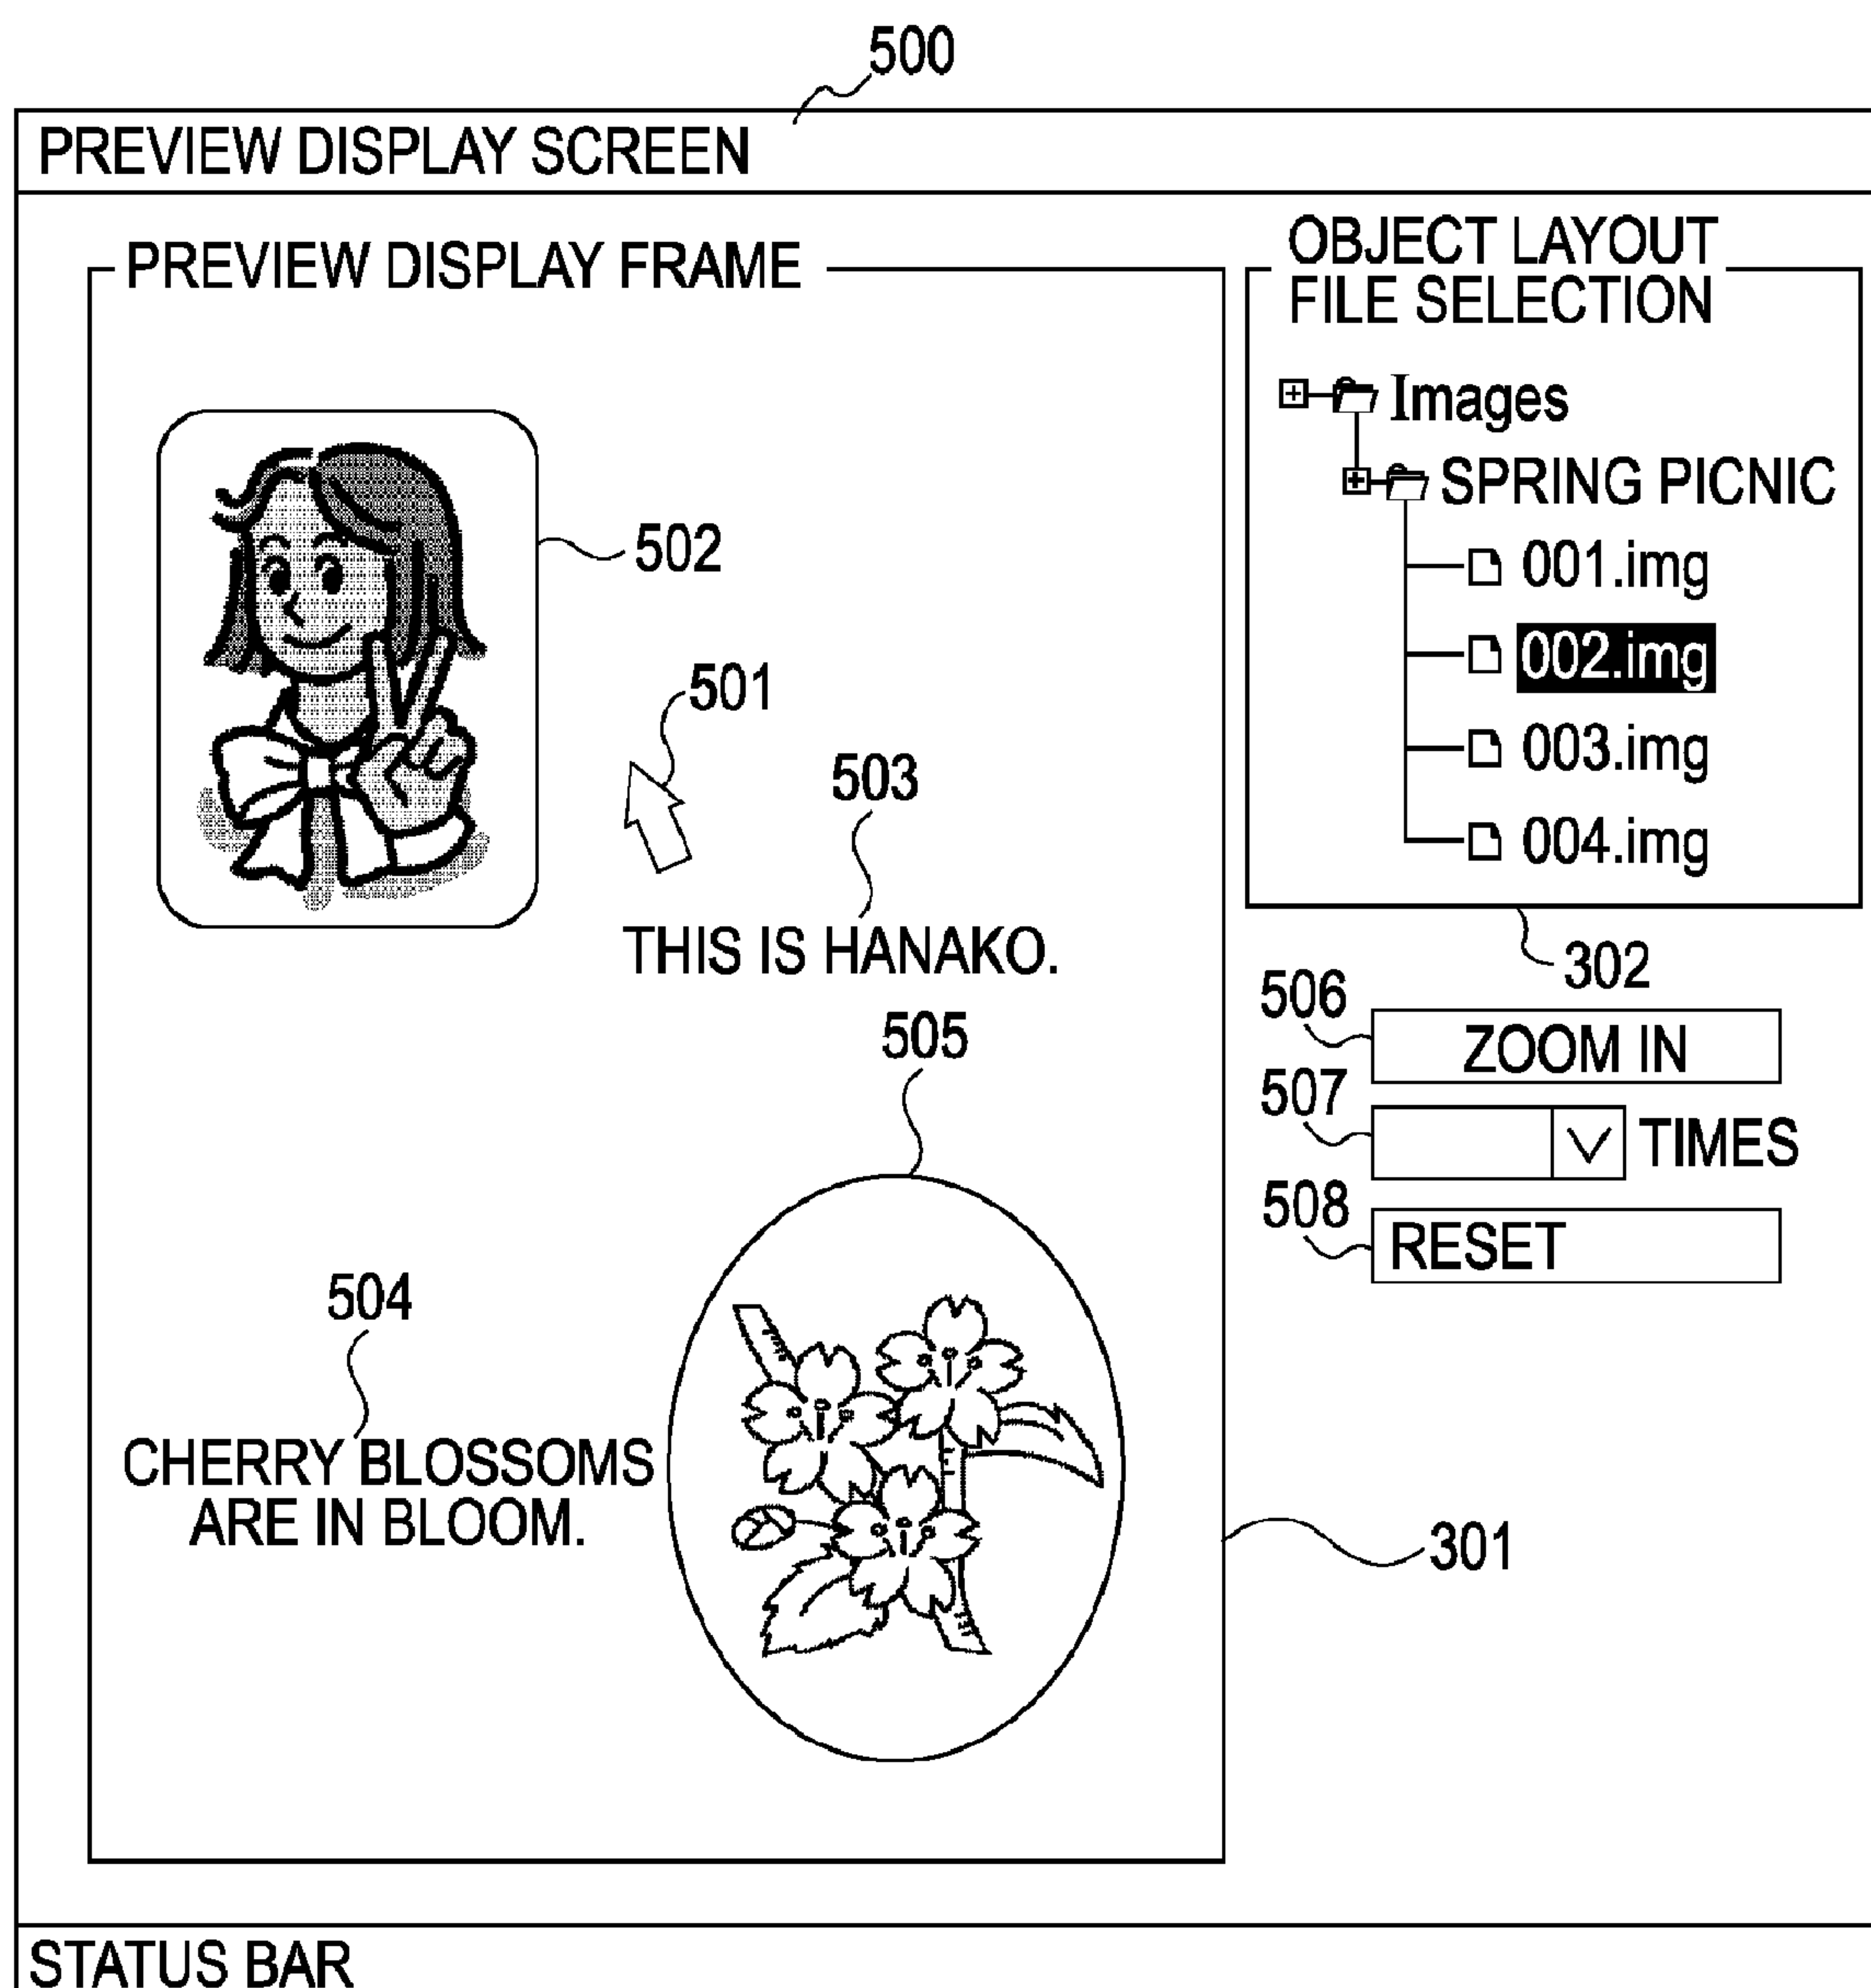 500
PREVIEW DISPLAY SCREEN
PREVIEW DISPLAY FRAME
502
501
503
THIS IS HANAKO.
505
504
CHERRY BLOSSOMS
ARE IN BLOOM.
301
OBJECT LAYOUT
FILE SELECTION
Images
SPRING PICNIC
001.img
002.img
003.img
004.img
302
506
ZOOM IN
507
TIMES
508
RESET
STATUS BAR